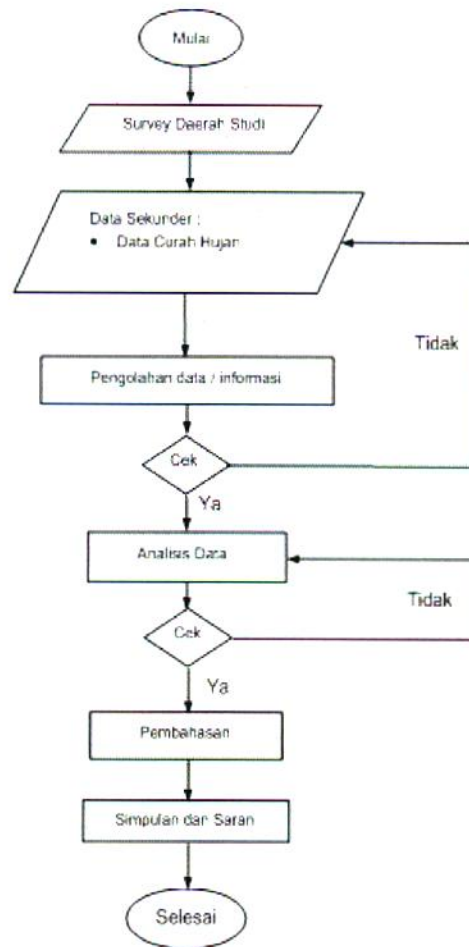 Mulai
Survey Daerah Studi
Data Sekunder :
• Data Curah Hujan
Tidak
Pengolahan data / informasi
Cek
Ya
Analisis Data
Tidak
Cek
Ya
Pembahasan
Simpulan dan Saran
Selesai